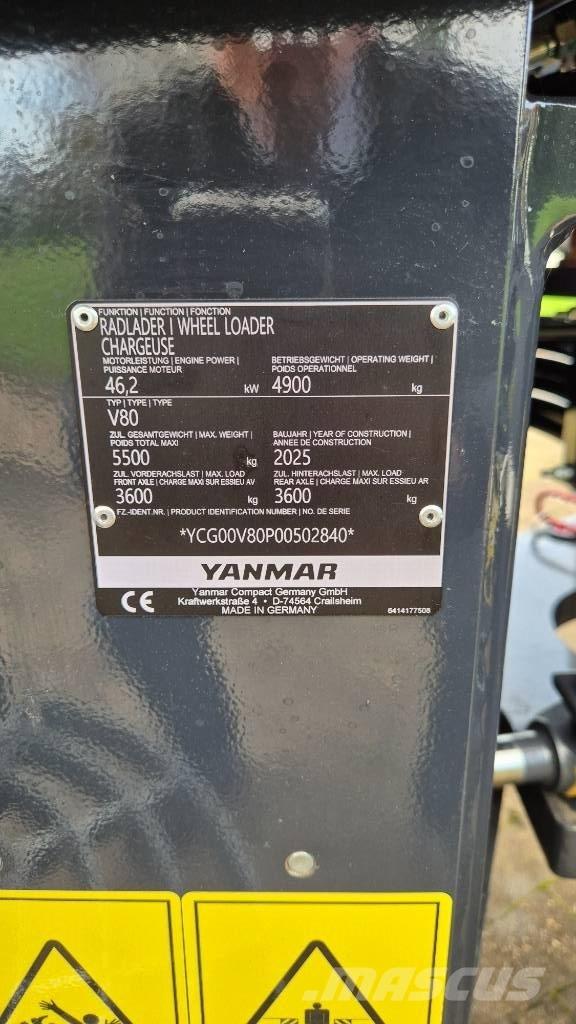 FUNKTION | FUNCTION | FONCTION
RADLADER | WHEEL LOADER
CHARGEUSE
MOTORLEISTUNG | ENGINE POWER |
PUISSANCE MOTEUR
46,2 kW
BETRIEBSGEWICHT | OPERATING WEIGHT |
POIDS OPERATIONNEL
4900 kg
TYP | TYPE | TYPE
V80
ZUL. GESAMTGEWICHT | MAX. WEIGHT |
POIDS TOTAL MAXI
5500 kg
BAUJAHR | YEAR OF CONSTRUCTION |
ANNEE DE CONSTRUCTION
2025
ZUL. VORDERACHSLAST | MAX. LOAD
FRONT AXLE | CHARGE MAXI SUR ESSIEU AV
3600 kg
ZUL. HINTERACHSLAST | MAX. LOAD
REAR AXLE | CHARGE MAXI SUR ESSIEU AR
3600 kg
FZ.-IDENT.NR. | PRODUCT IDENTIFICATION NUMBER | NO. DE SERIE
*YCG00V80P00502840*
YANMAR
CE
Yanmar Compact Germany GmbH
Kraftwerkstraße 4 • D-74564 Crailsheim
MADE IN GERMANY
6414177508
MASCUS